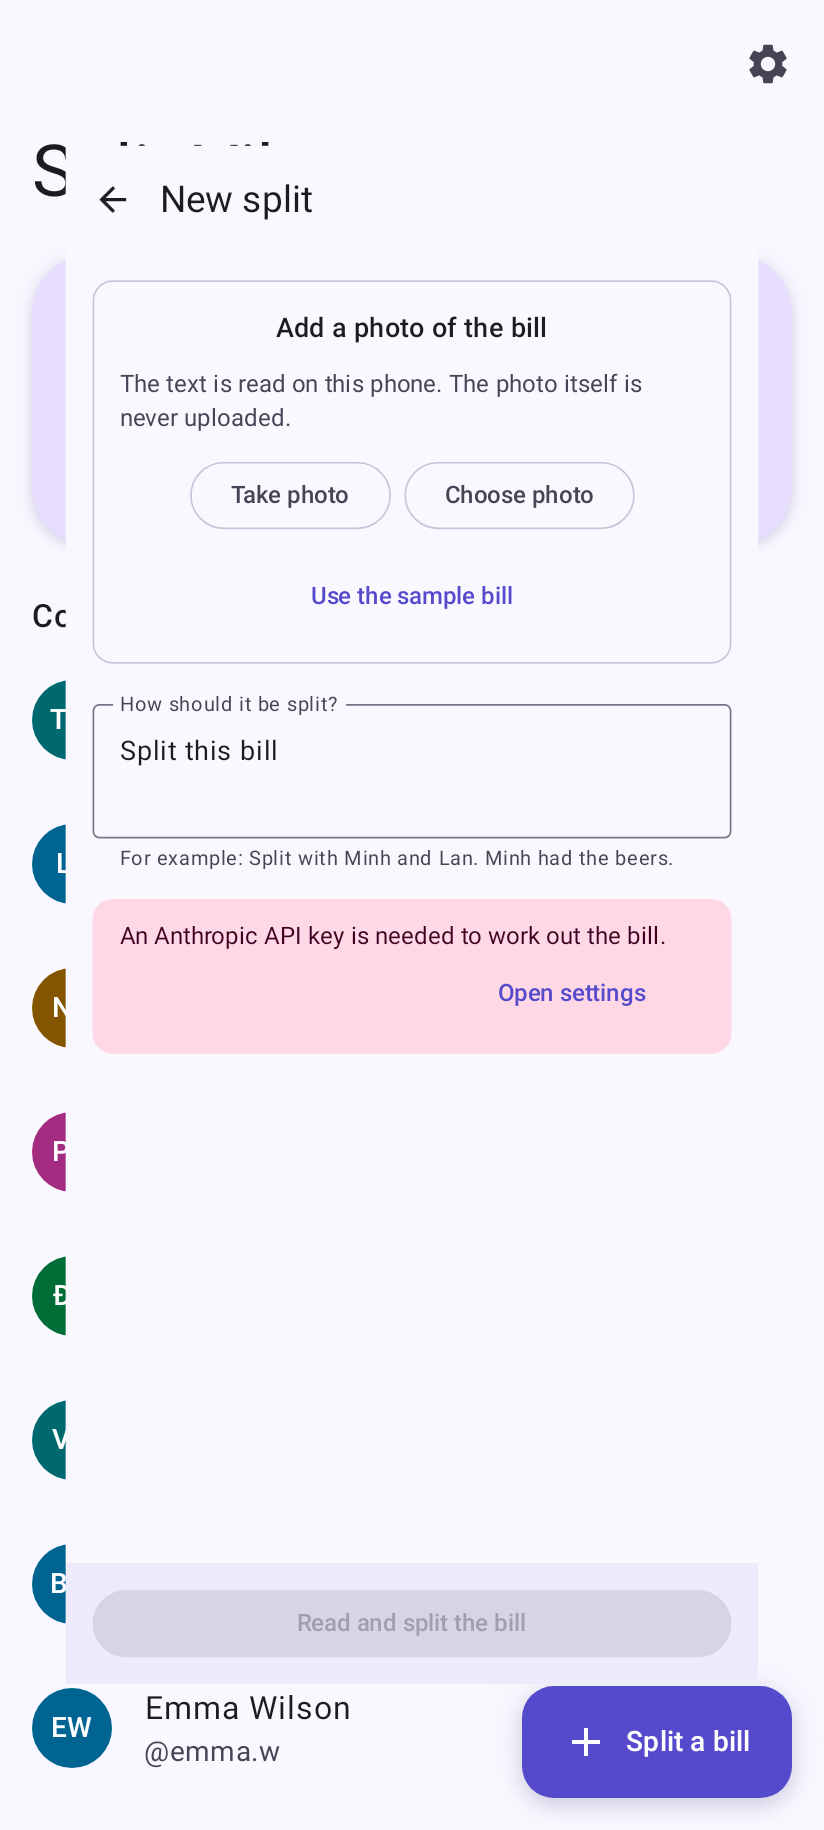 New split
Add a photo of the bill
The text is read on this phone. The photo itself is
never uploaded.
Take photo
Choose photo
Use the sample bill
How should it be split?
Split this bill
For example: Split with Minh and Lan. Minh had the beers.
An Anthropic API key is needed to work out the bill.
Open settings
Read and split the bill
EW
Emma Wilson
@emma.w
Split a bill